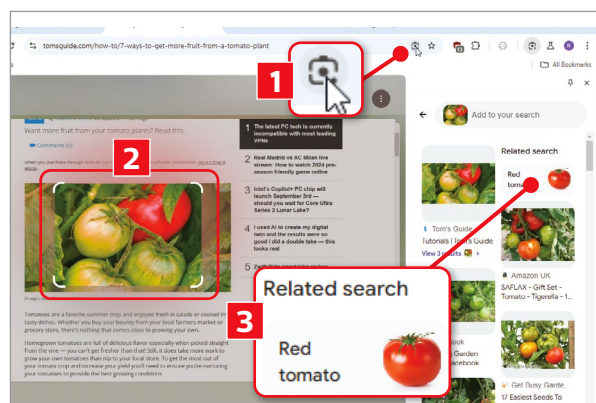 tomsguide.com/how-to/7-ways-to-get-more-fruit-from-a-tomato-plant
All Bookmarks
1
Want more fruit from your tomato plants? Read this
Comments (0)
2
1 The latest PC tech is currently
incompatible with most leading
VPNs
2 Real Madrid vs AC Milan live
stream: How to watch 2024 pre-
season friendly game online
3 Intel's Copilot+ PC chip will
launch September 3rd —
should you wait for Core Ultra
Series 2 Lunar Lake?
4 I used AI to create my digital
twin and the results were so
good I did a double take — this
looks real
5
Tomatoes are a favorite summer crop and enjoyed fresh in salads or cooked in
tasty dishes. Whether you buy your bounty from your local farmers market or
grocery store, there's nothing that comes close to growing your own.
Homegrown tomatoes are full of delicious flavor especially when picked straight
from the vine — you can't get fresher than that! Still, it does take more work to
grow your own tomatoes than nip to your local store. To get the most out of
your tomato crop and increase your yield you'll need to ensure you're nurturing
your tomatoes to provide the best growing conditions.
Add to your search
Related search
Red
tomato
Tom's Guide
Tutorials | Tom's Guide
View 3 results
Amazon UK
SAFLAX - Gift Set -
Tomato - Tigerella - 1...
Garden
Get Busy Garde
17 Easiest Seeds To
3
Related search
Red
tomato